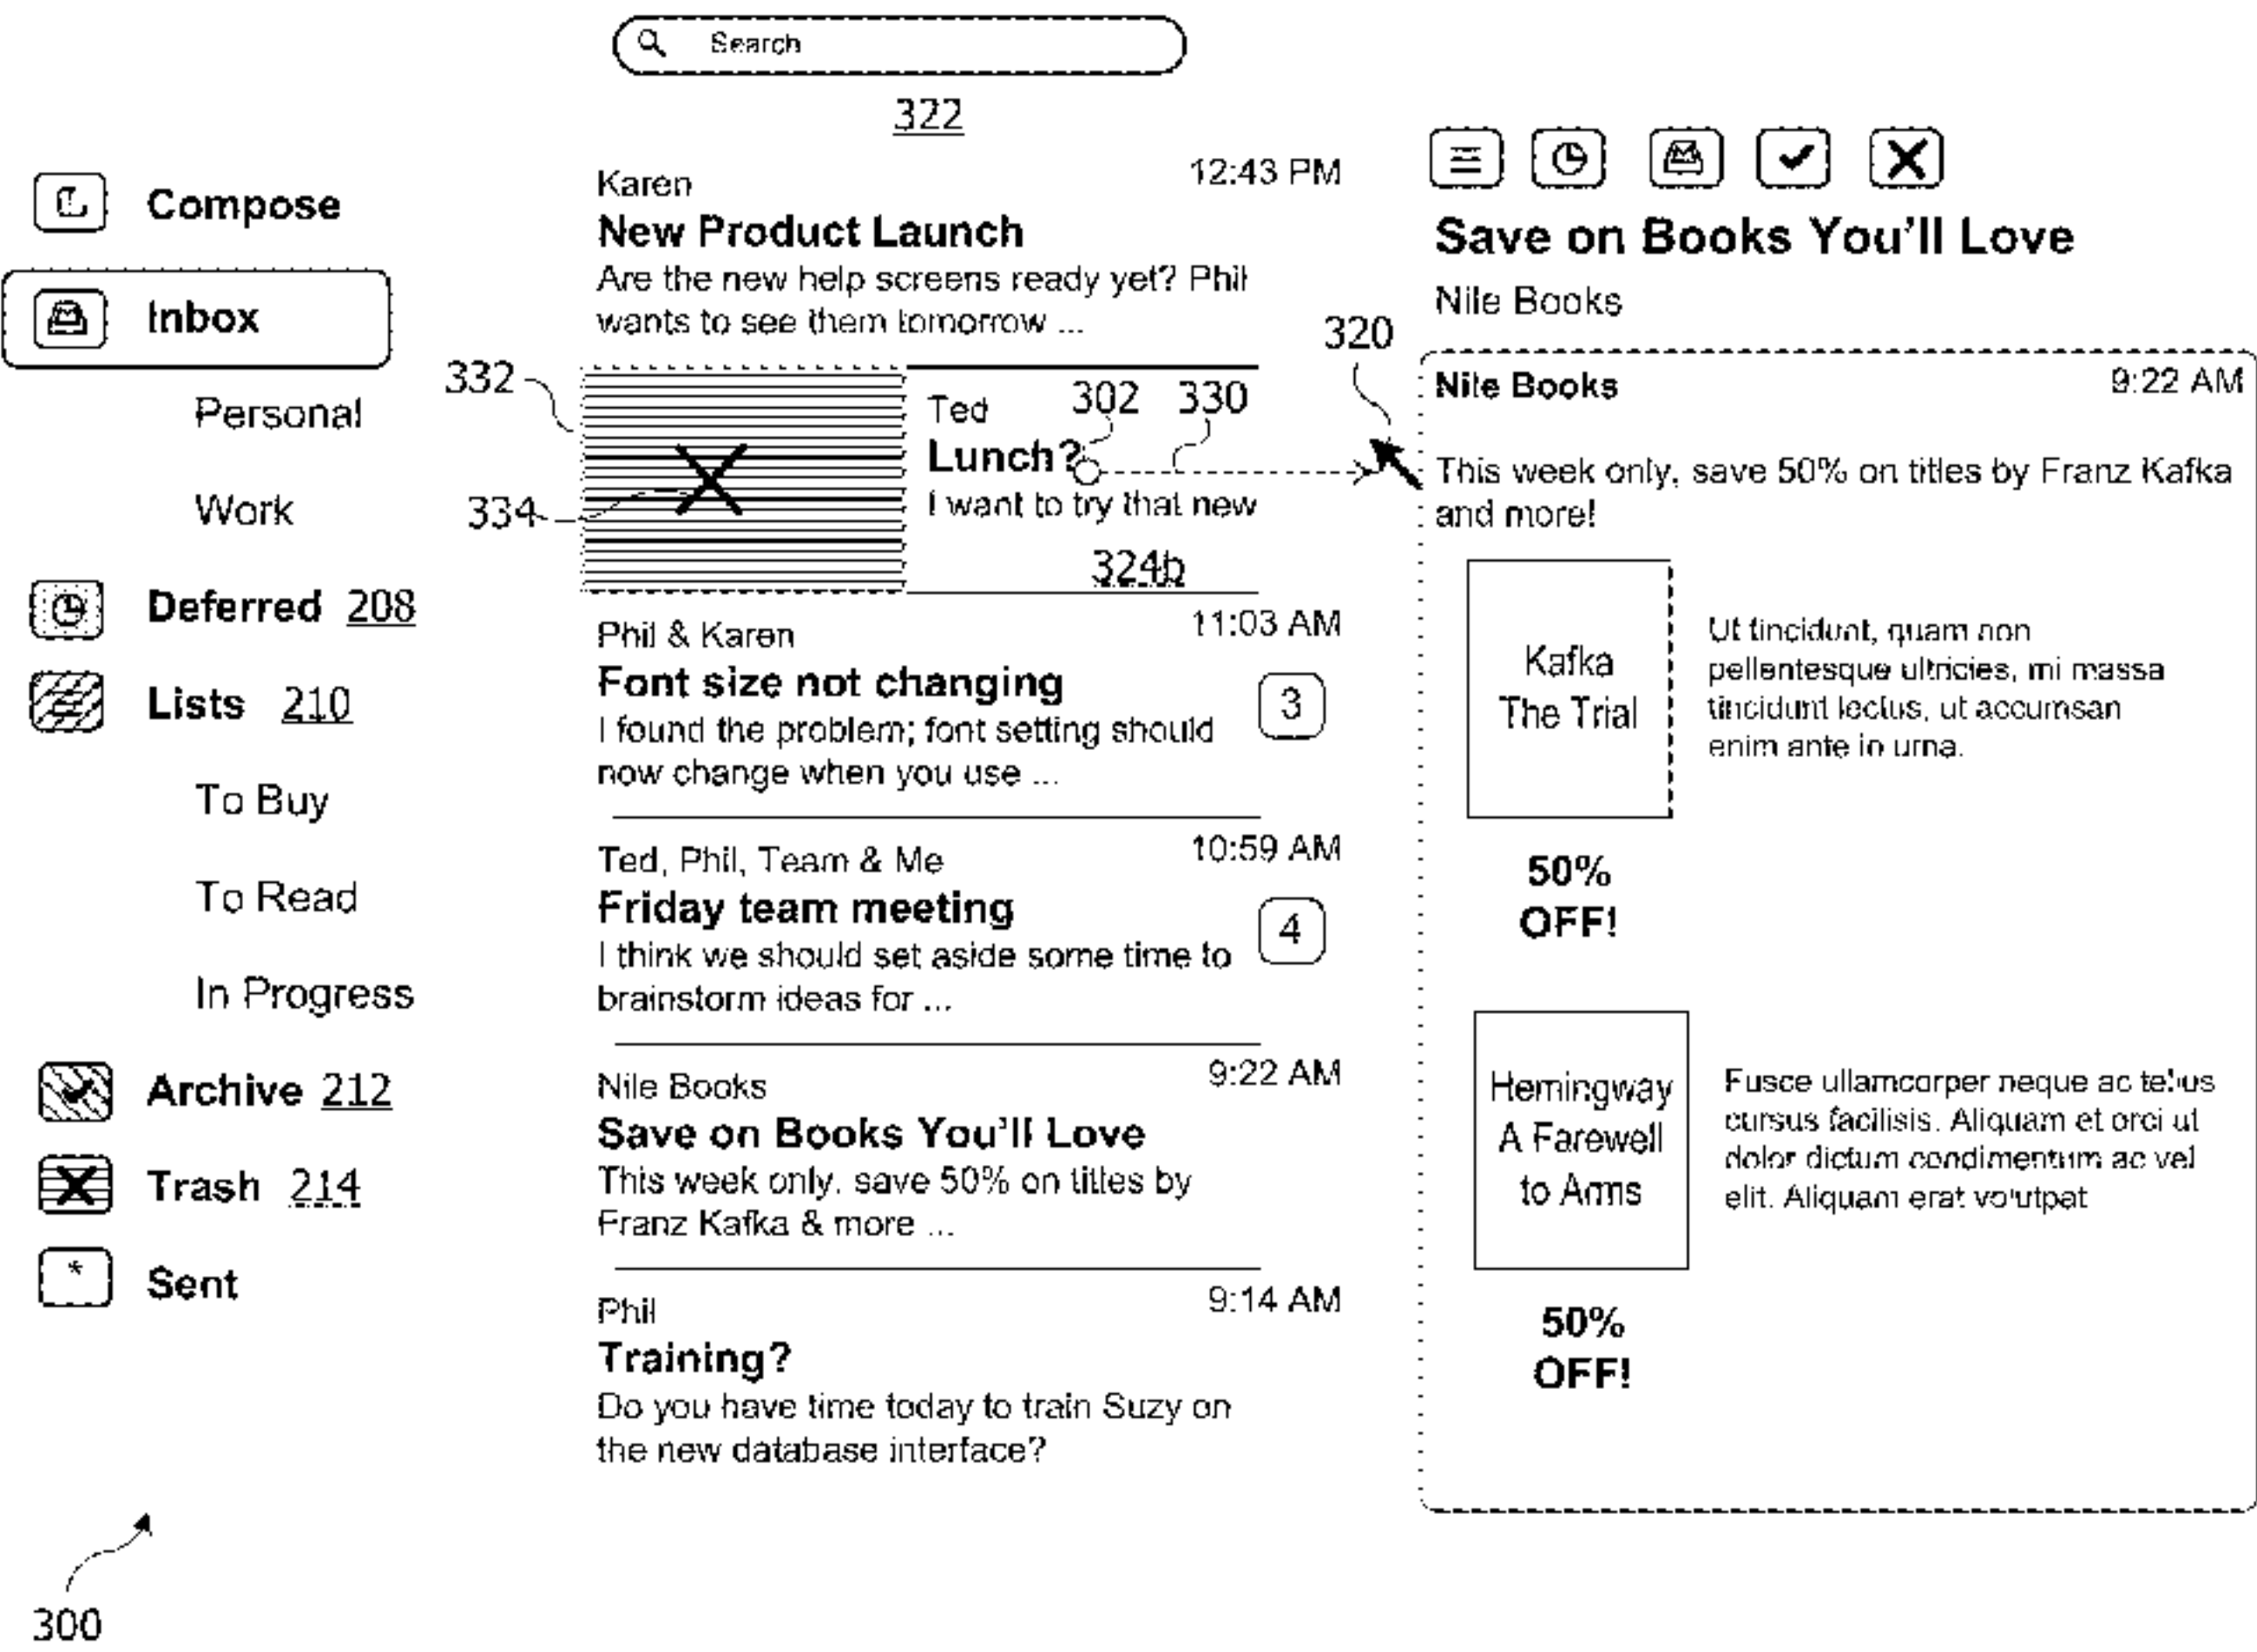 Search
322
Compose
Inbox
Personal
Work
Deferred 208
Lists 210
To Buy
To Read
In Progress
Archive 212
Trash 214
* Sent
300
Karen 12:43 PM
New Product Launch
Are the new help screens ready yet? Phil
wants to see them tomorrow ...
332
334
Ted 302 330
Lunch?
I want to try that new
324b
320
Phil & Karen 11:03 AM
Font size not changing
3
I found the problem; font setting should
now change when you use ...
Ted, Phil, Team & Me 10:59 AM
Friday team meeting
4
I think we should set aside some time to
brainstorm ideas for ...
Nile Books 9:22 AM
Save on Books You'll Love
This week only, save 50% on titles by
Franz Kafka & more ...
Phil 9:14 AM
Training?
Do you have time today to train Suzy on
the new database interface?
Save on Books You'll Love
Nile Books
Nile Books 9:22 AM
This week only, save 50% on titles by Franz Kafka
and more!
Kafka
The Trial
50%
OFF!
Ut tincidunt, quam non
pellentesque ultricies, mi massa
tincidunt lectus, ut accumsan
enim ante in urna.
Hemingway
A Farewell
to Arms
50%
OFF!
Fusce ullamcorper neque ac tellus
cursus facilisis. Aliquam et orci ut
dolor dictum condimentum ac vel
elit. Aliquam erat volutpat